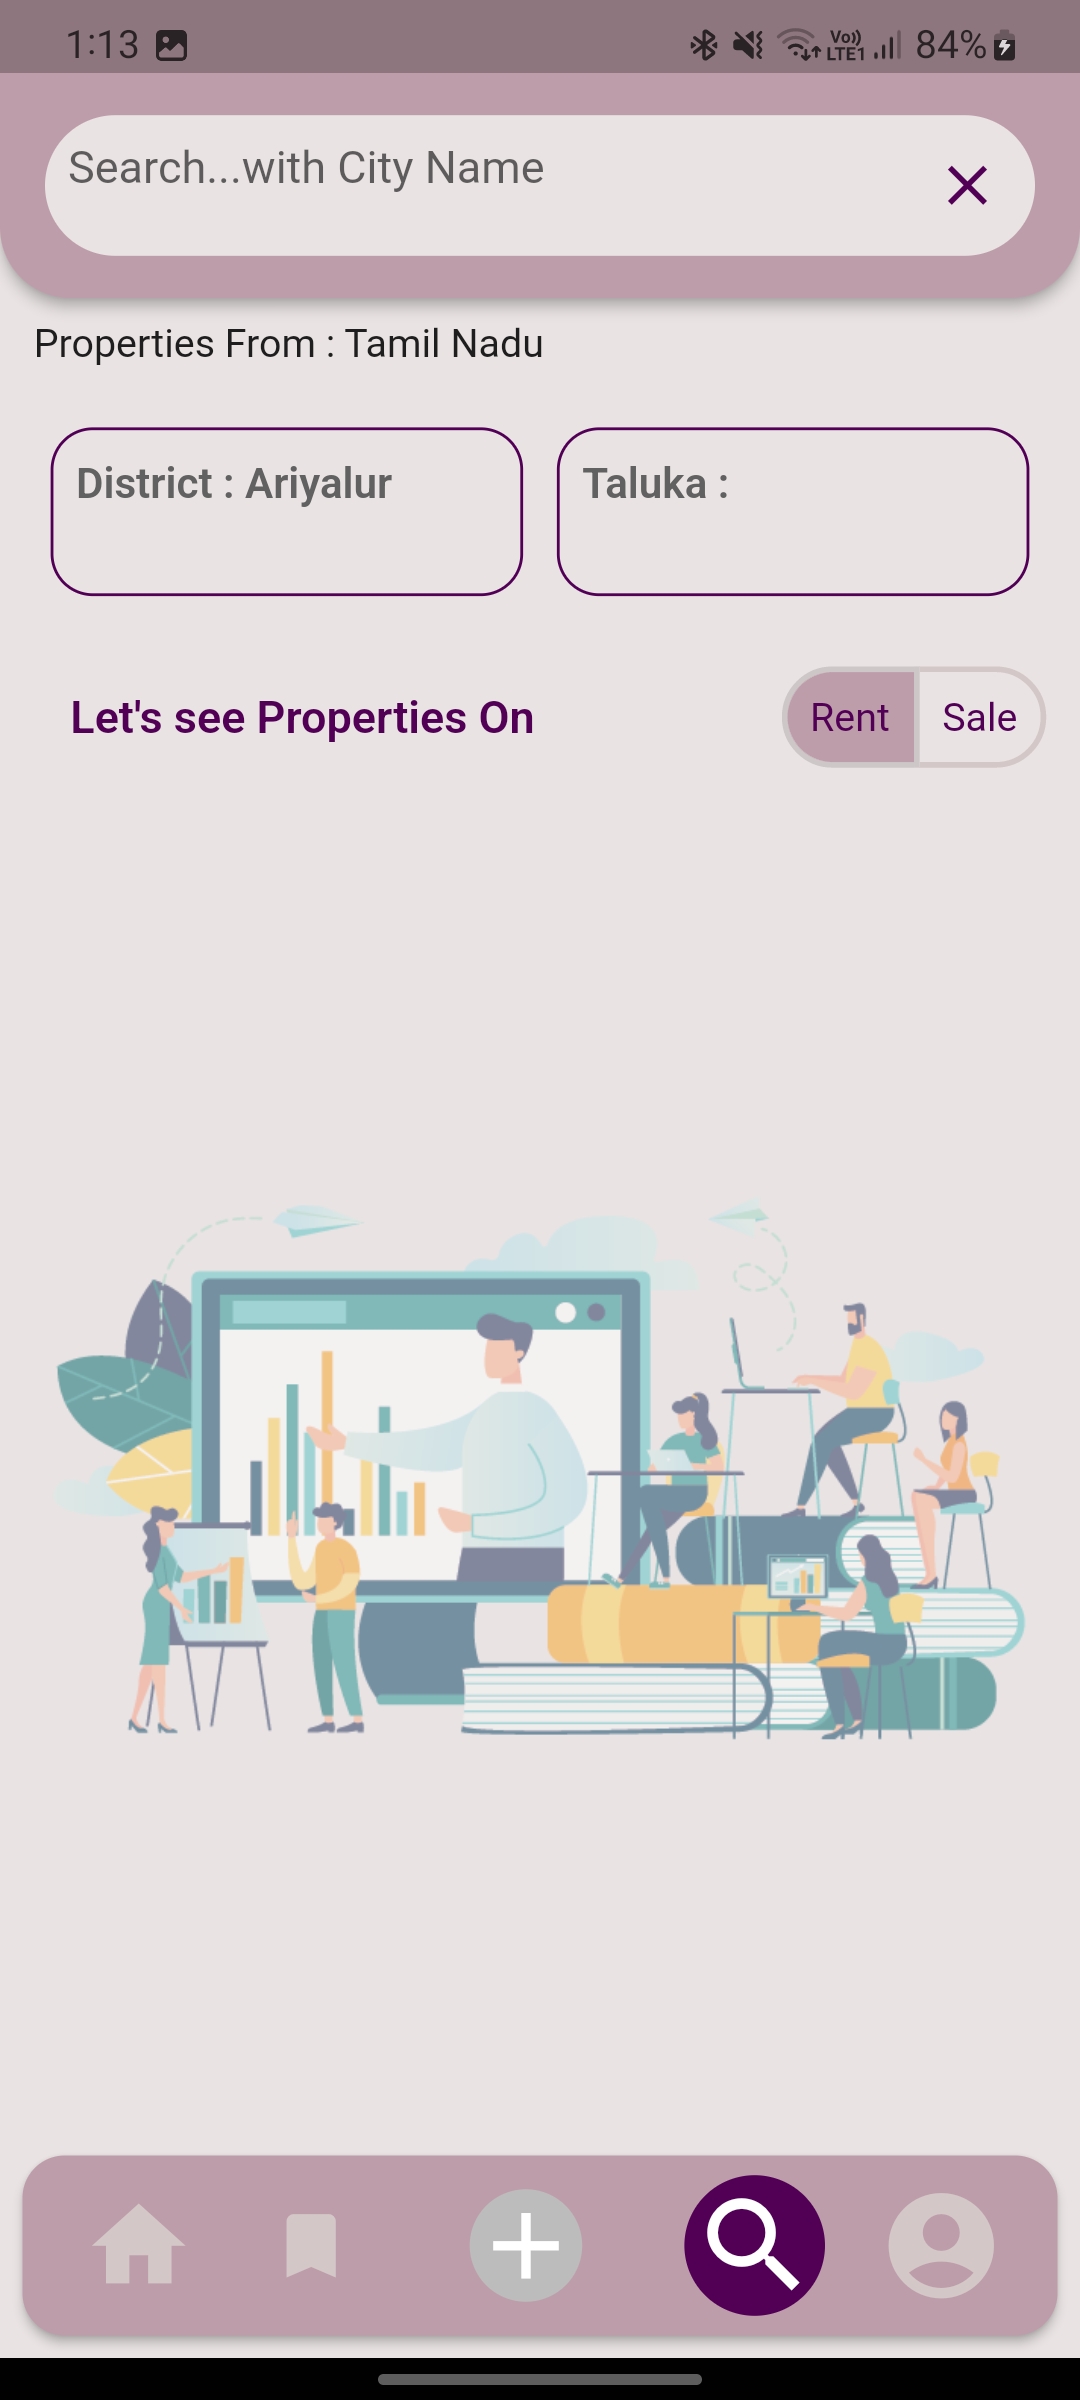 1:13 Vo)) LTE1 84%
Search...with City Name
Properties From : Tamil Nadu
District : Ariyalur Taluka :
Let's see Properties On Rent Sale